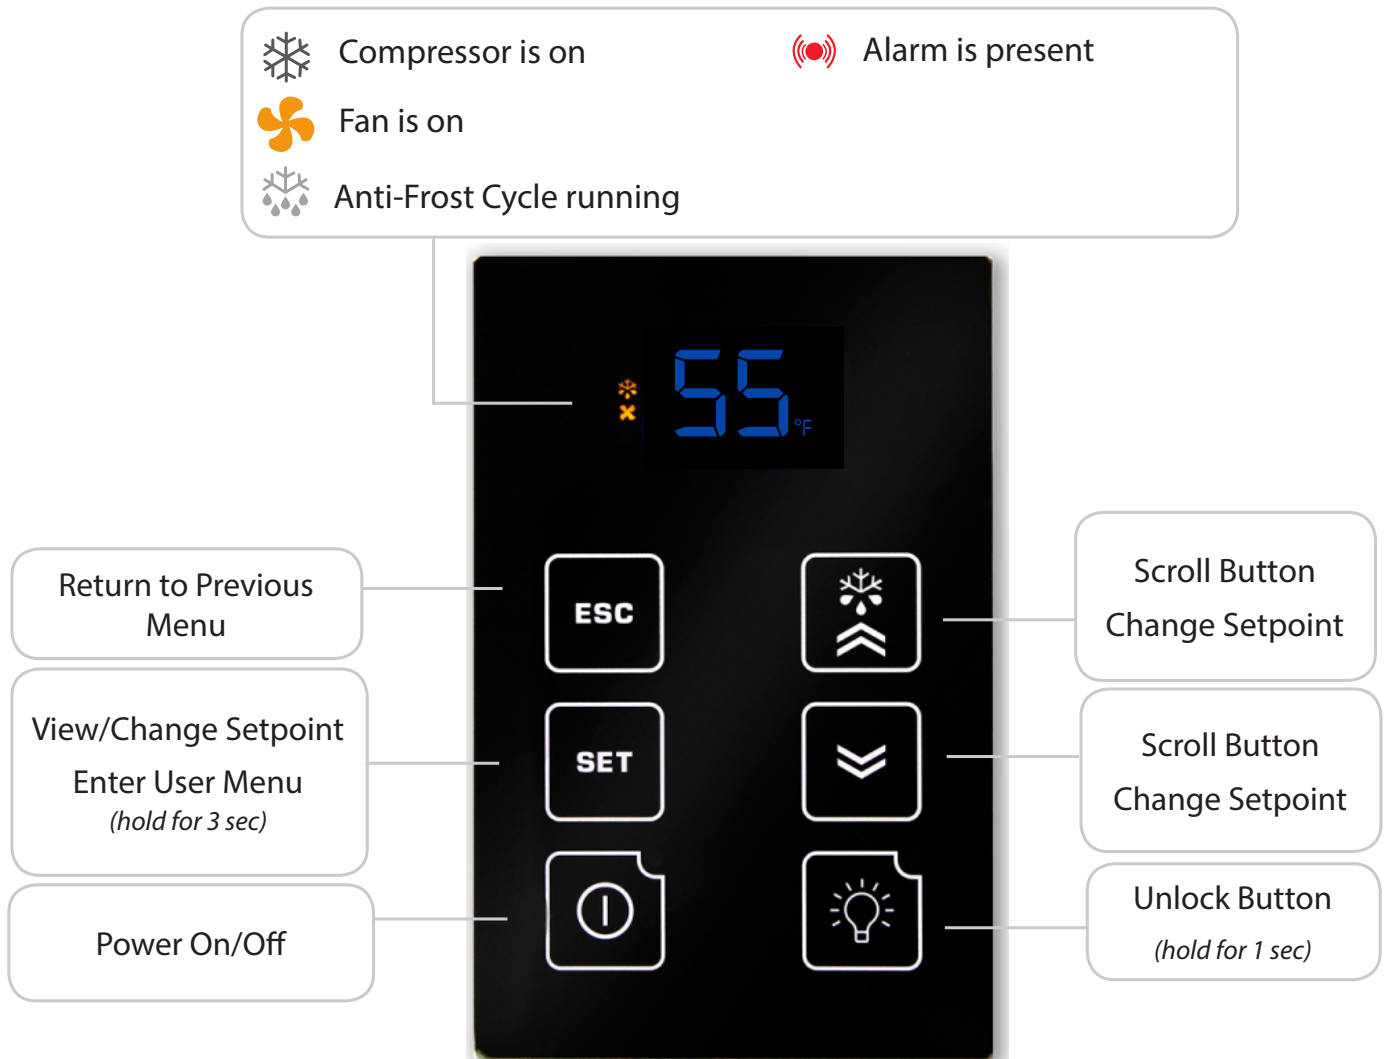 Compressor is on
Alarm is present
Fan is on
Anti-Frost Cycle running
55 °F
Return to Previous
Menu
ESC
Scroll Button
Change Setpoint
View/Change Setpoint
Enter User Menu
(hold for 3 sec)
SET
Scroll Button
Change Setpoint
Power On/Off
Unlock Button
(hold for 1 sec)